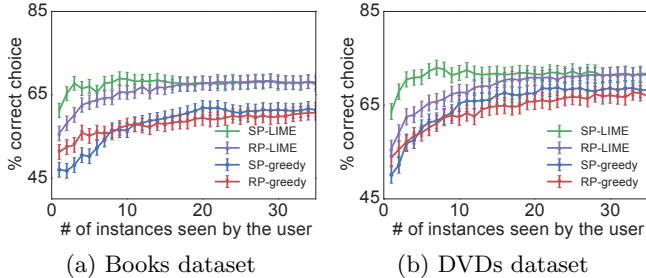 % correct choice
85
65
45
0
10
20
30
SP-LIME
RP-LIME
SP-greedy
RP-greedy
# of instances seen by the user
(a) Books dataset
% correct choice
85
65
45
0
10
20
30
SP-LIME
RP-LIME
SP-greedy
RP-greedy
# of instances seen by the user
(b) DVDs dataset